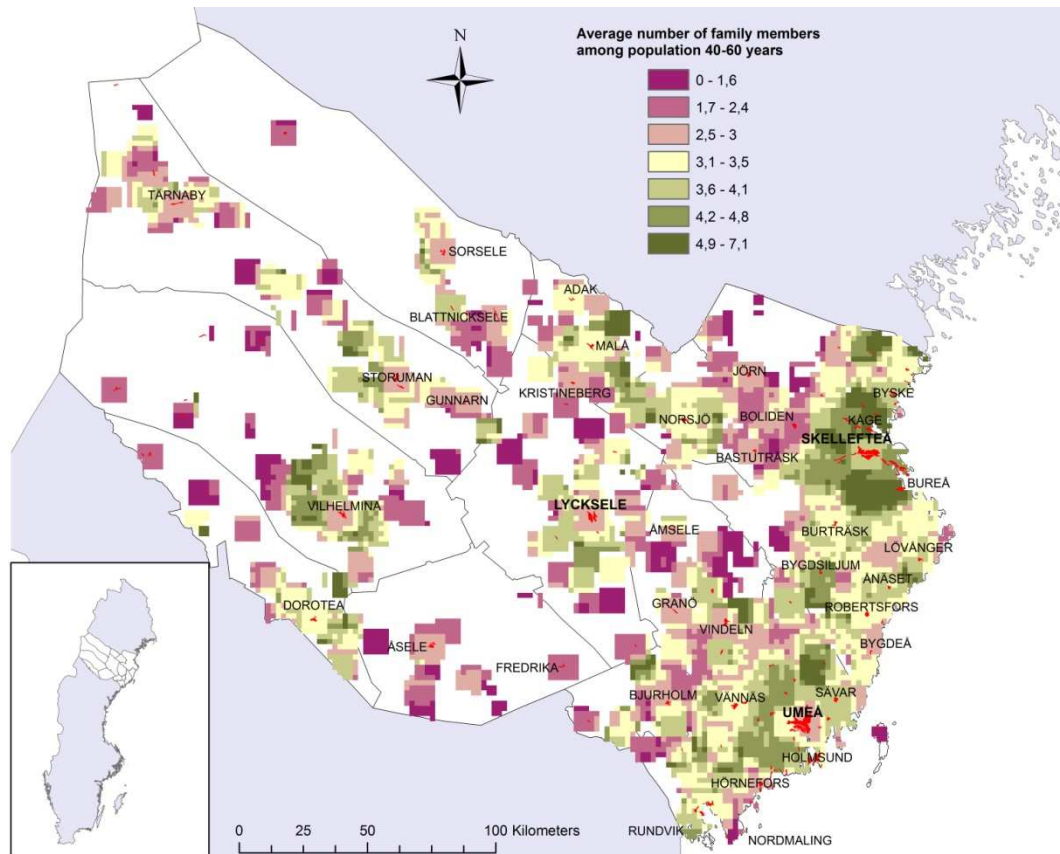 Average number of family members
among population 40-60 years
N
0 - 1,6
1,7 - 2,4
2,5 - 3
3,1 - 3,5
3,6 - 4,1
4,2 - 4,8
4,9 - 7,1
TÄRNABY
SORSELE
ADAK
BLATTNICKSELE
MALÅ
STORUMAN
JÖRN
GUNNARN
KRISTINEBERG
BYSKE
NORSJÖ
BOLIDEN
KÅGE
SKELLEFTEÅ
BASTUTRÄSK
BUREÅ
VILHELMINA
LYCKSELE
ÅMSELE
BURTRÄSK
LÖVÅNGER
BYGDSILJUM
ÅNÄSET
DOROTEA
GRANÖ
ROBERTSFORS
VINDELN
ÅSELE
BYGDEÅ
FREDRIKA
BJURHOLM
VÄNNÄS
SÄVAR
UMEÅ
HOLMSUND
HÖRNEFORS
RUNDVIK
NORDMALING
0 25 50 100 Kilometers